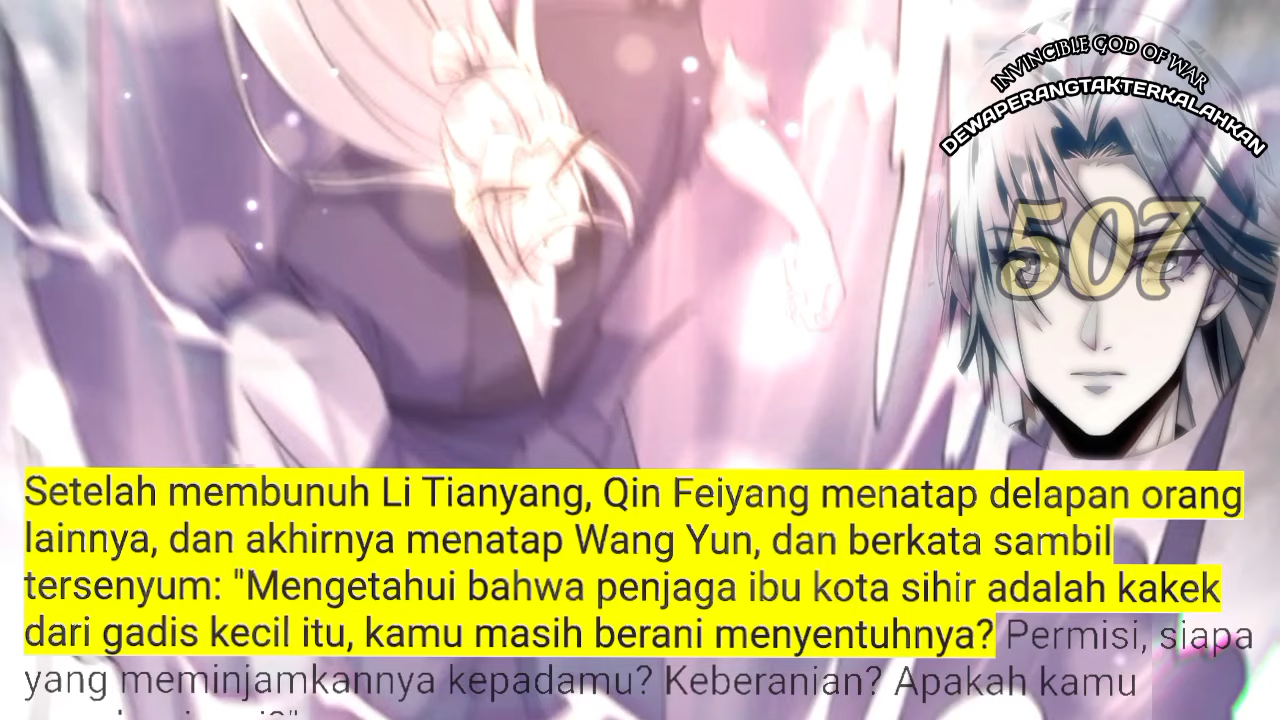 INVINCIBLE GOD OF WAR
DEWAPERANGTAKTERKALAHKAN
507
Setelah membunuh Li Tianyang, Qin Feiyang menatap delapan orang
lainnya, dan akhirnya menatap Wang Yun, dan berkata sambil
tersenyum: "Mengetahui bahwa penjaga ibu kota sihir adalah kakek
dari gadis kecil itu, kamu masih berani menyentuhnya? Permisi, siapa
yang meminjamkannya kepadamu? Keberanian? Apakah kamu